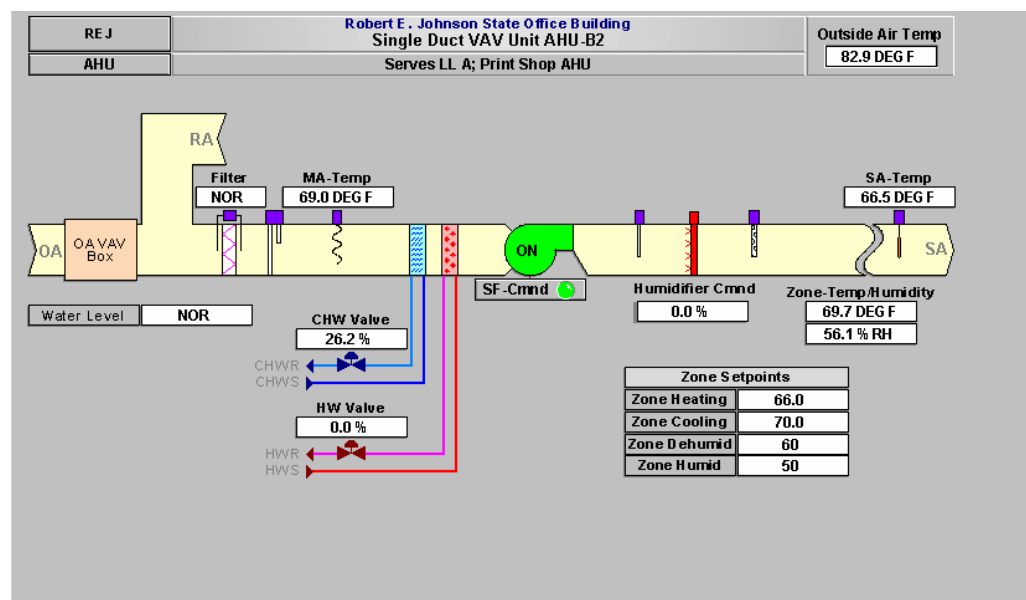 REJ
AHU
Robert E. Johnson State Office Building
Single Duct VAV Unit AHU-B2
Serves LL A; Print Shop AHU
Outside Air Temp
82.9 DEG F
RA
Filter
NOR
MA-Temp
69.0 DEG F
SA-Temp
66.5 DEG F
OA
OA VAV
Box
ON
SA
SF-Cmnd
Humidifier Cmnd
0.0 %
Zone-Temp/Humidity
69.7 DEG F
56.1 % RH
Water Level
NOR
CHW Valve
26.2 %
CHWR
CHWS
HW Valve
0.0 %
HWR
HWS
Zone Setpoints
Zone Heating 66.0
Zone Cooling 70.0
Zone Dehumid 60
Zone Humid 50